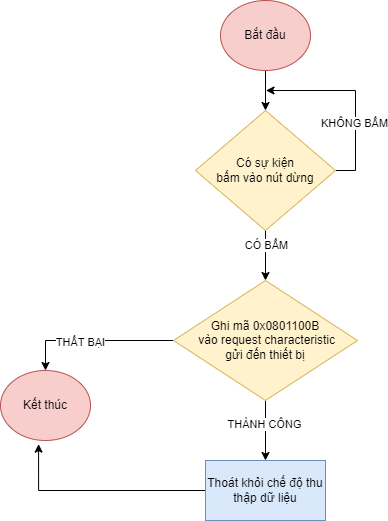 Bắt đầu
KHÔNG BẤM
Có sự kiện
bấm vào nút dừng
CÓ BẤM
Ghi mã 0x0801100B
vào request characteristic
gửi đến thiết bị
THẤT BẠI
Kết thúc
THÀNH CÔNG
Thoát khỏi chế độ thu
thập dữ liệu